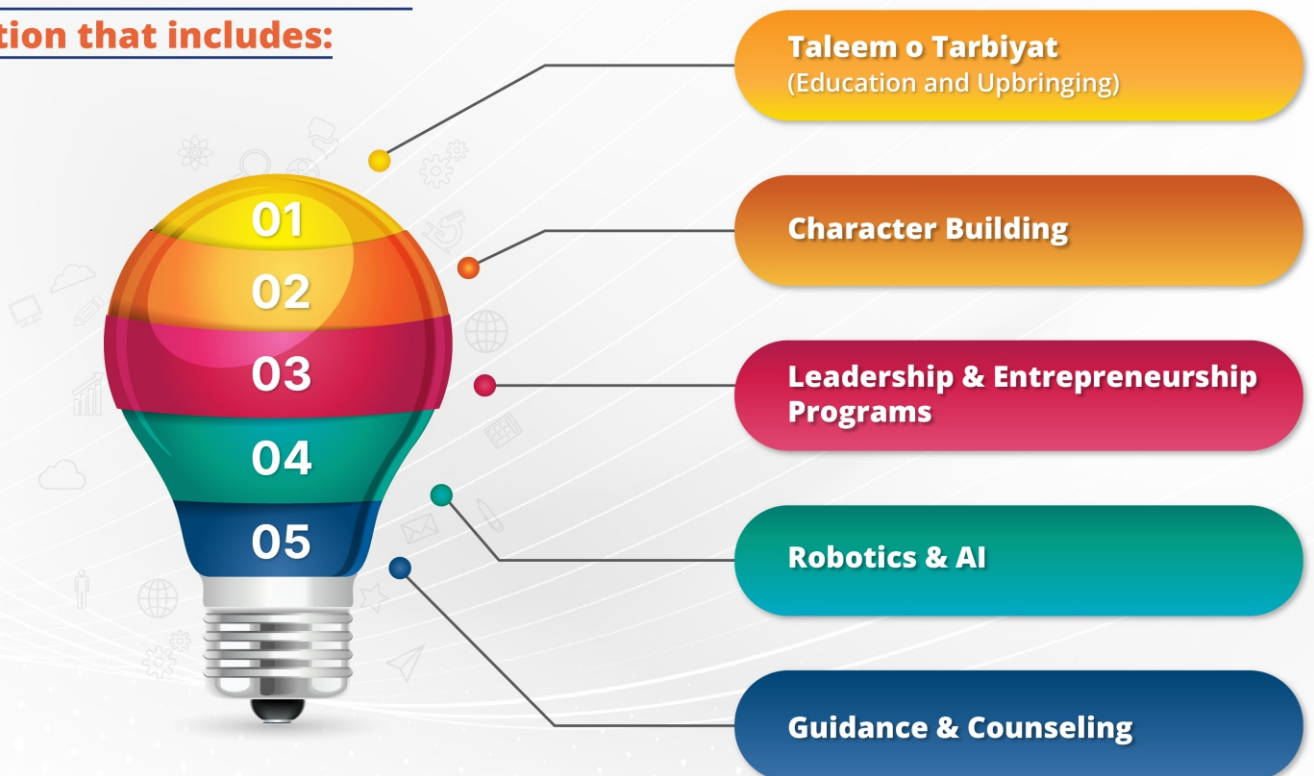 tion that includes:
01
02
03
04
05
Taleem o Tarbiyat
(Education and Upbringing)
Character Building
Leadership & Entrepreneurship
Programs
Robotics & AI
Guidance & Counseling